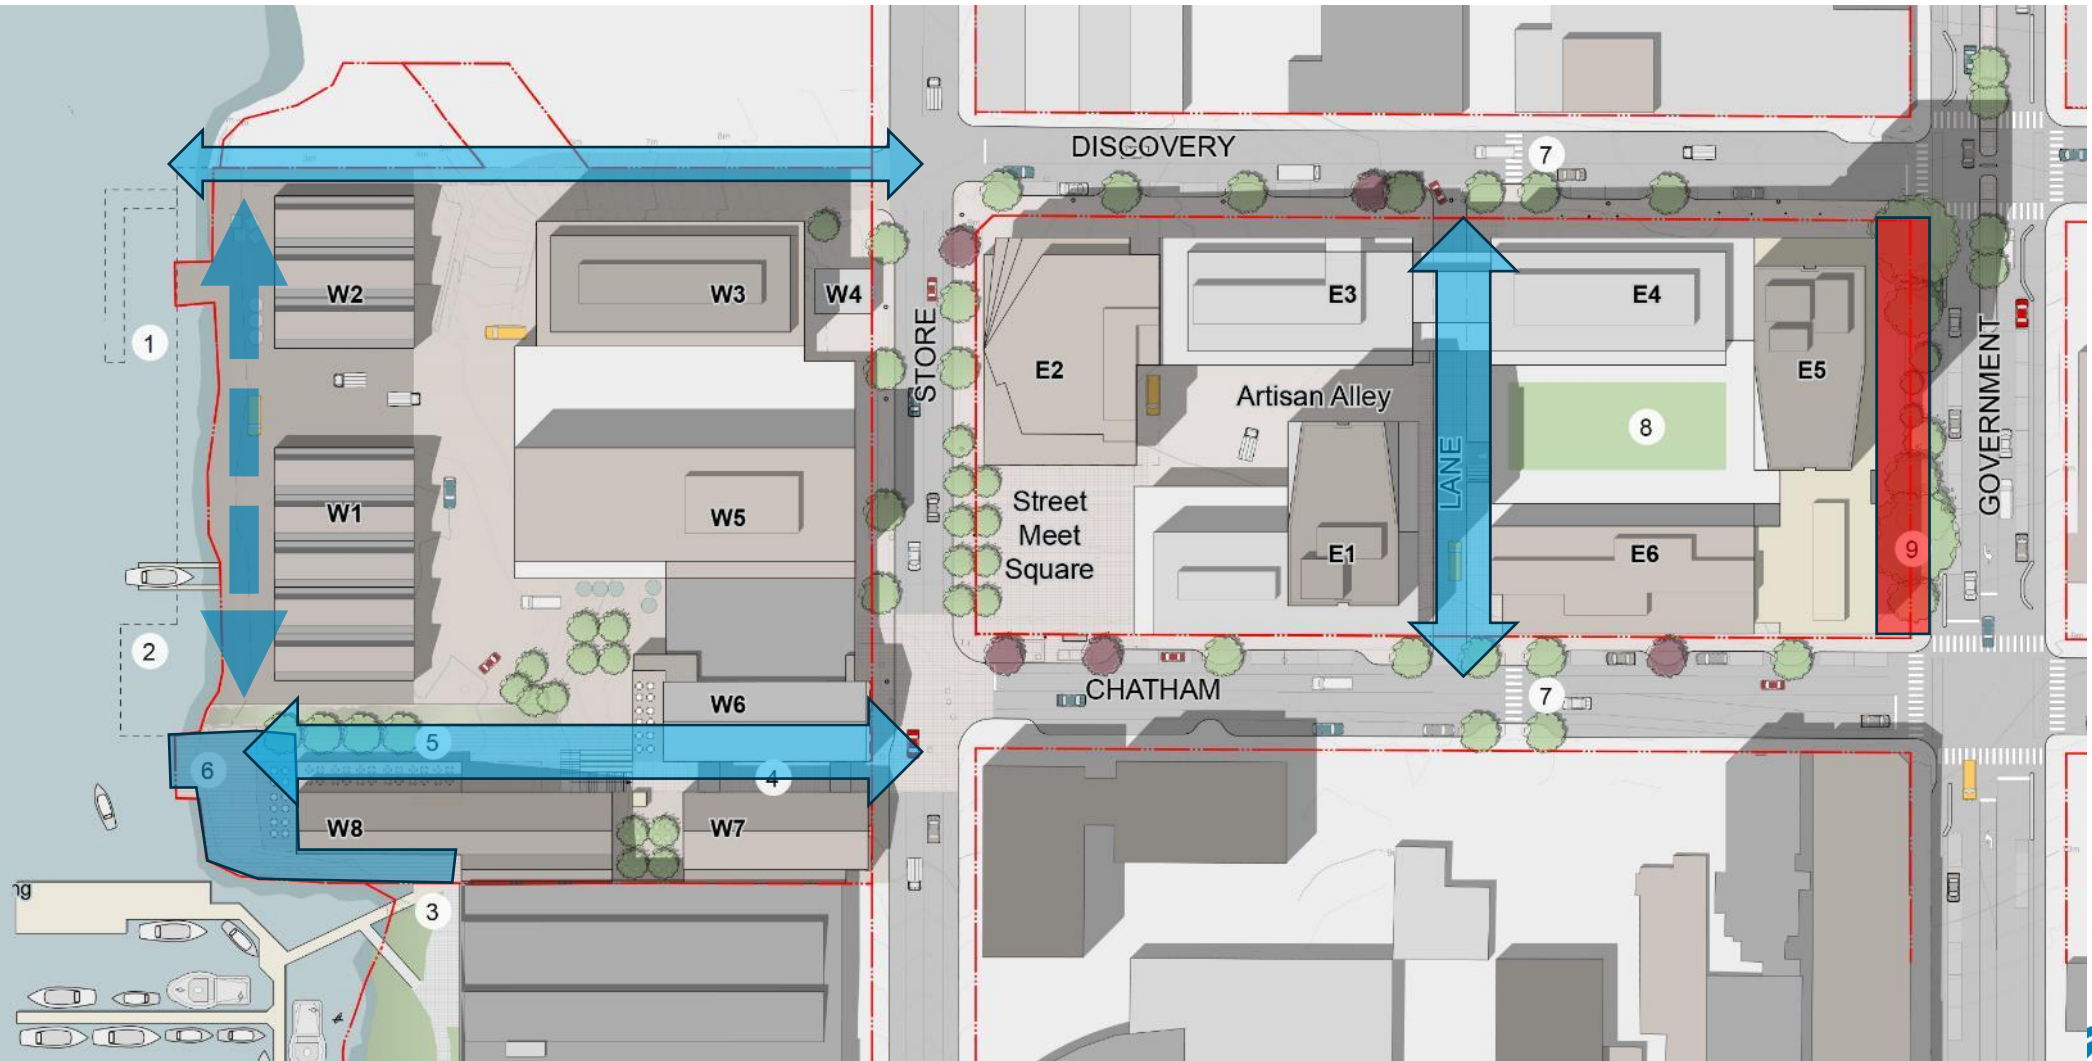 DISCOVERY
7
W2
W3
W4
E3
E4
1
STORE
E2
E5
GOVERNMENT
Artisan Alley
8
LANE
W1
W5
Street
Meet
Square
E1
E6
9
2
W6
CHATHAM
7
5
6
4
W8
W7
ng
3